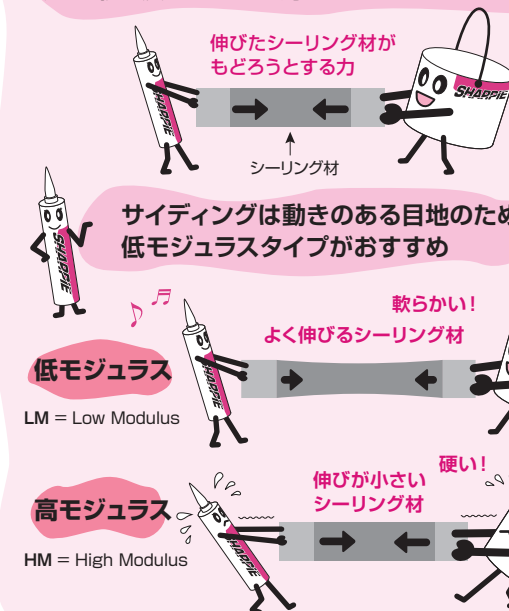 伸びたシーリング材が
もどろうとする力
SHARPIE
SHARPIE
シーリング材
サイディングは動きのある目地のため
低モジュラスタイプがおすすめ
SHARPIE
軟らかい!
よく伸びるシーリング材
低モジュラス
SHARPIE
LM = Low Modulus
硬い!
伸びが小さい
シーリング材
高モジュラス
SHARPIE
HM = High Modulus